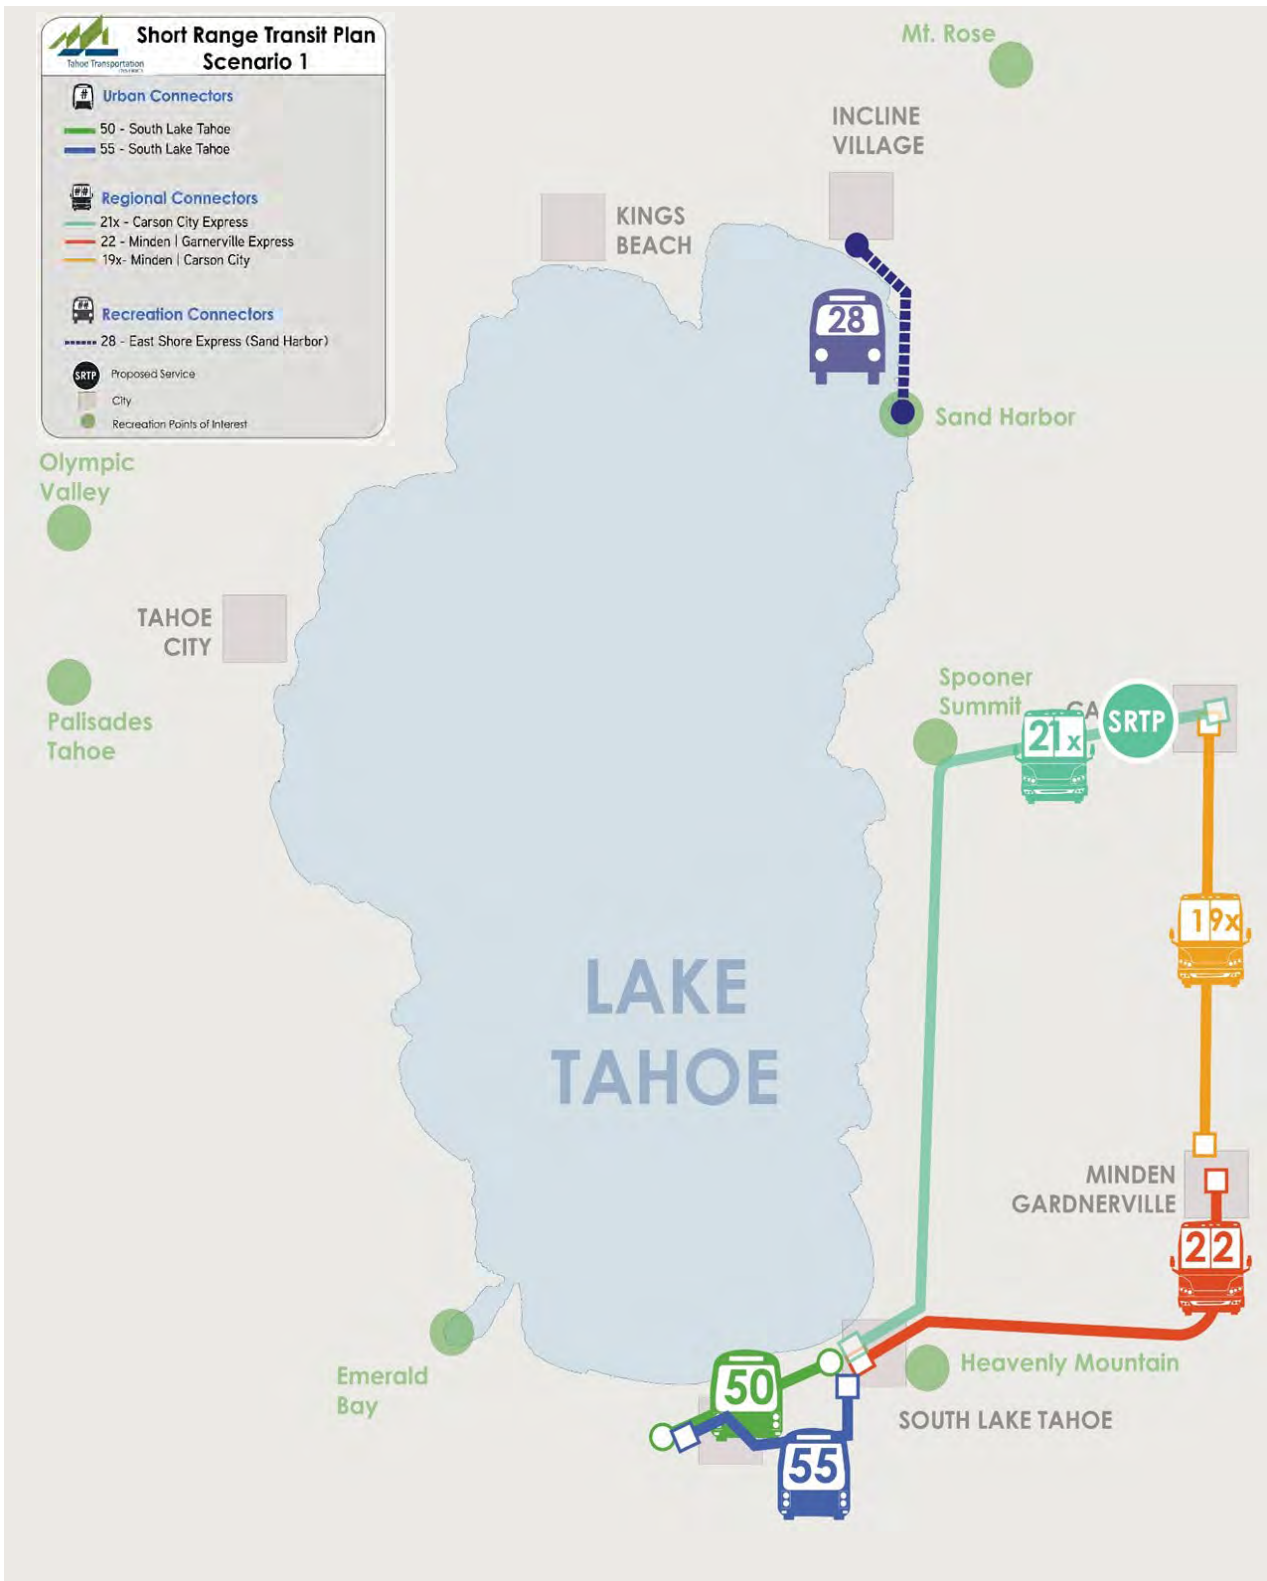 Short Range Transit Plan
Scenario 1
Tahoe Transportation
DISTRICT
# Urban Connectors
50 - South Lake Tahoe
55 - South Lake Tahoe
## Regional Connectors
21x - Carson City Express
22 - Minden | Garnerville Express
19x- Minden | Carson City
## Recreation Connectors
28 - East Shore Express (Sand Harbor)
SRTP Proposed Service
City
Recreation Points of Interest
Mt. Rose
INCLINE
VILLAGE
KINGS
BEACH
28
Sand Harbor
Olympic
Valley
TAHOE
CITY
Palisades
Tahoe
Spooner
Summit
CA
SRTP
21x
19x
LAKE
TAHOE
MINDEN
GARDNERVILLE
22
Emerald
Bay
Heavenly Mountain
50
SOUTH LAKE TAHOE
55